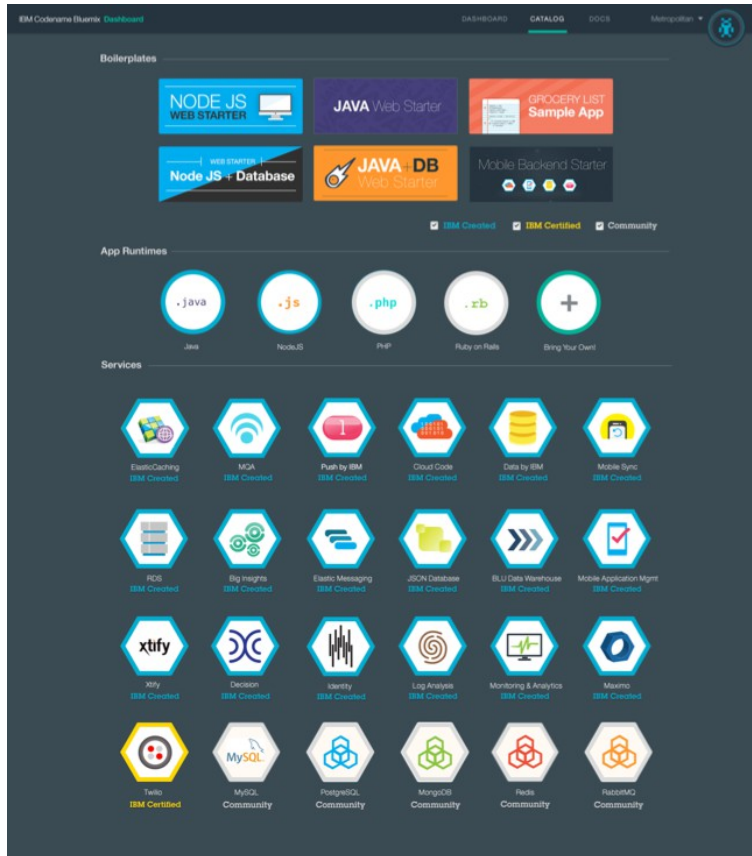 IBM Codename Bluemix Dashboard
DASHBOARD CATALOG DOCS Metropolitan
Boilerplates
NODE JS
WEB STARTER
JAVA Web Starter
GROCERY LIST
Sample App
WEB STARTER
Node JS + Database
JAVA+DB
Web Starter
Mobile Backend Starter
IBM Created IBM Certified Community
App Runtimes
.java .js .php .rb +
Java NodeJS PHP Ruby on Rails Bring Your Own!
Services
1
ElasticCaching MQA Push by IBM Cloud Code Data by IBM Mobile Sync
IBM Created IBM Created IBM Created IBM Created IBM Created IBM Created
RDS Big Insights Elastic Messaging JSON Database BLU Data Warehouse Mobile Application Mgmt
IBM Created IBM Created IBM Created IBM Created IBM Created IBM Created
xtify
Xtify Decision Identity Log Analysis Monitoring & Analytics Maximo
IBM Created IBM Created IBM Created IBM Created IBM Created IBM Created
MySQL
Twilio MySQL PostgreSQL MongoDB Redis RabbitMQ
IBM Certified Community Community Community Community Community